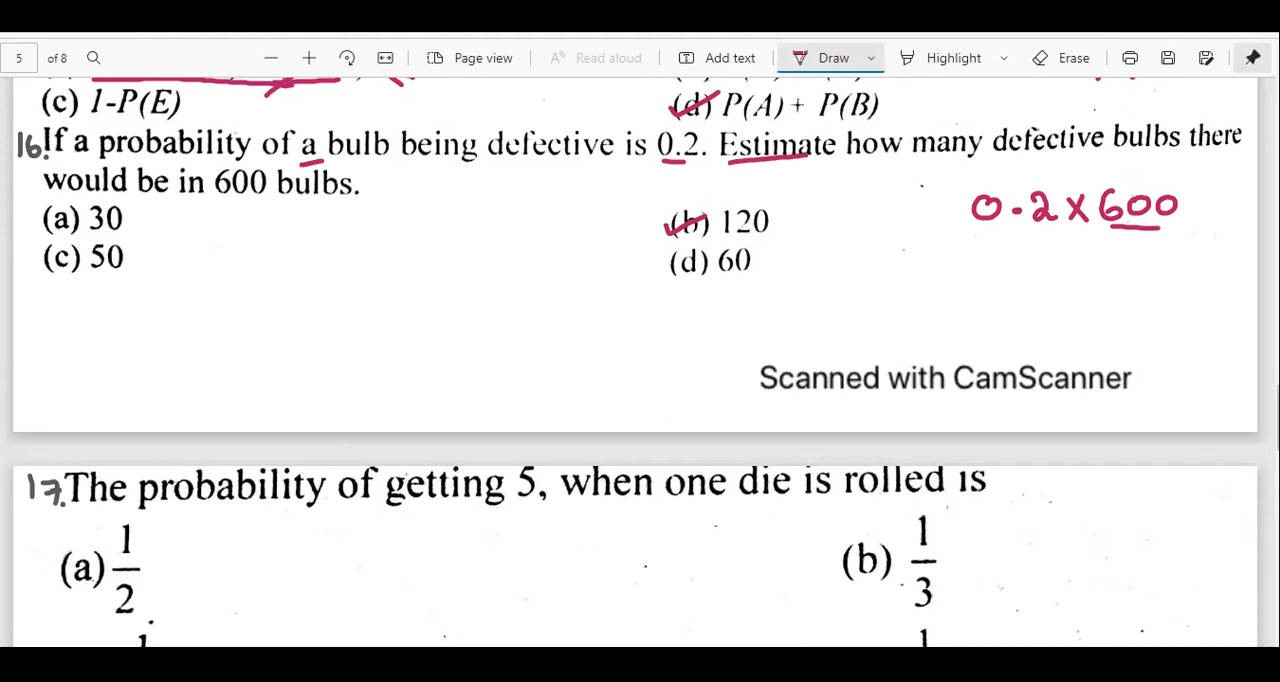 5 of 8 Page view Read aloud Add text Draw Highlight Erase
(c) 1-P(E) (d) P(A) + P(B)
16. If a probability of a bulb being defective is 0.2. Estimate how many defective bulbs there
would be in 600 bulbs.
0.2 × 600
(a) 30 (b) 120
(c) 50 (d) 60
Scanned with CamScanner
17. The probability of getting 5, when one die is rolled is
(a) 1/2 (b) 1/3
1 1